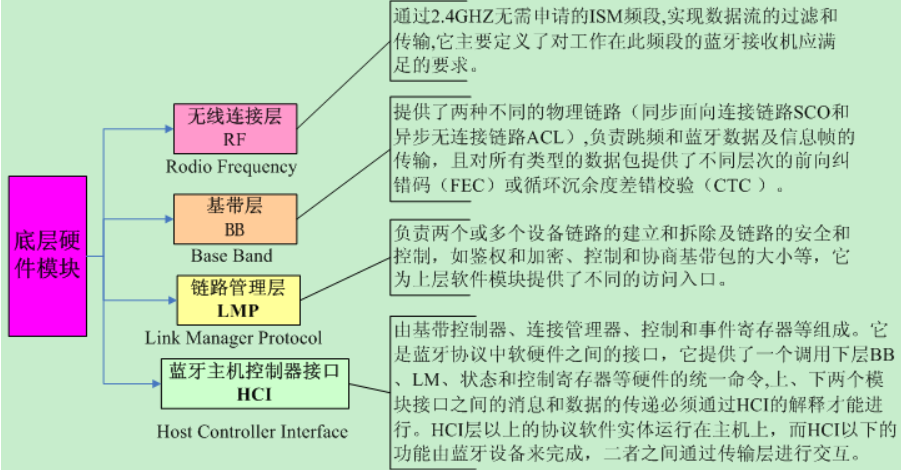 通过2.4GHZ无需申请的ISM频段,实现数据流的过滤和
传输,它主要定义了对工作在此频段的蓝牙接收机应满
足的要求。
无线连接层
RF
Rodio Frequency
提供了两种不同的物理链路（同步面向连接链路SCO和
异步无连接链路ACL）,负责跳频和蓝牙数据及信息帧的
传输，且对所有类型的数据包提供了不同层次的前向纠
错码（FEC）或循环沉余度差错校验（CTC ）。
底层硬
件模块
基带层
BB
Base Band
负责两个或多个设备链路的建立和拆除及链路的安全和
控制，如鉴权和加密、控制和协商基带包的大小等，它
为上层软件模块提供了不同的访问入口。
链路管理层
LMP
Link Manager Protocol
由基带控制器、连接管理器、控制和事件寄存器等组成。它
是蓝牙协议中软硬件之间的接口，它提供了一个调用下层BB
、LM、状态和控制寄存器等硬件的统一命令,上、下两个模
块接口之间的消息和数据的传递必须通过HCI的解释才能进
行。HCI层以上的协议软件实体运行在主机上，而HCI以下的
功能由蓝牙设备来完成，二者之间通过传输层进行交互。
蓝牙主机控制器接口
HCI
Host Controller Interface